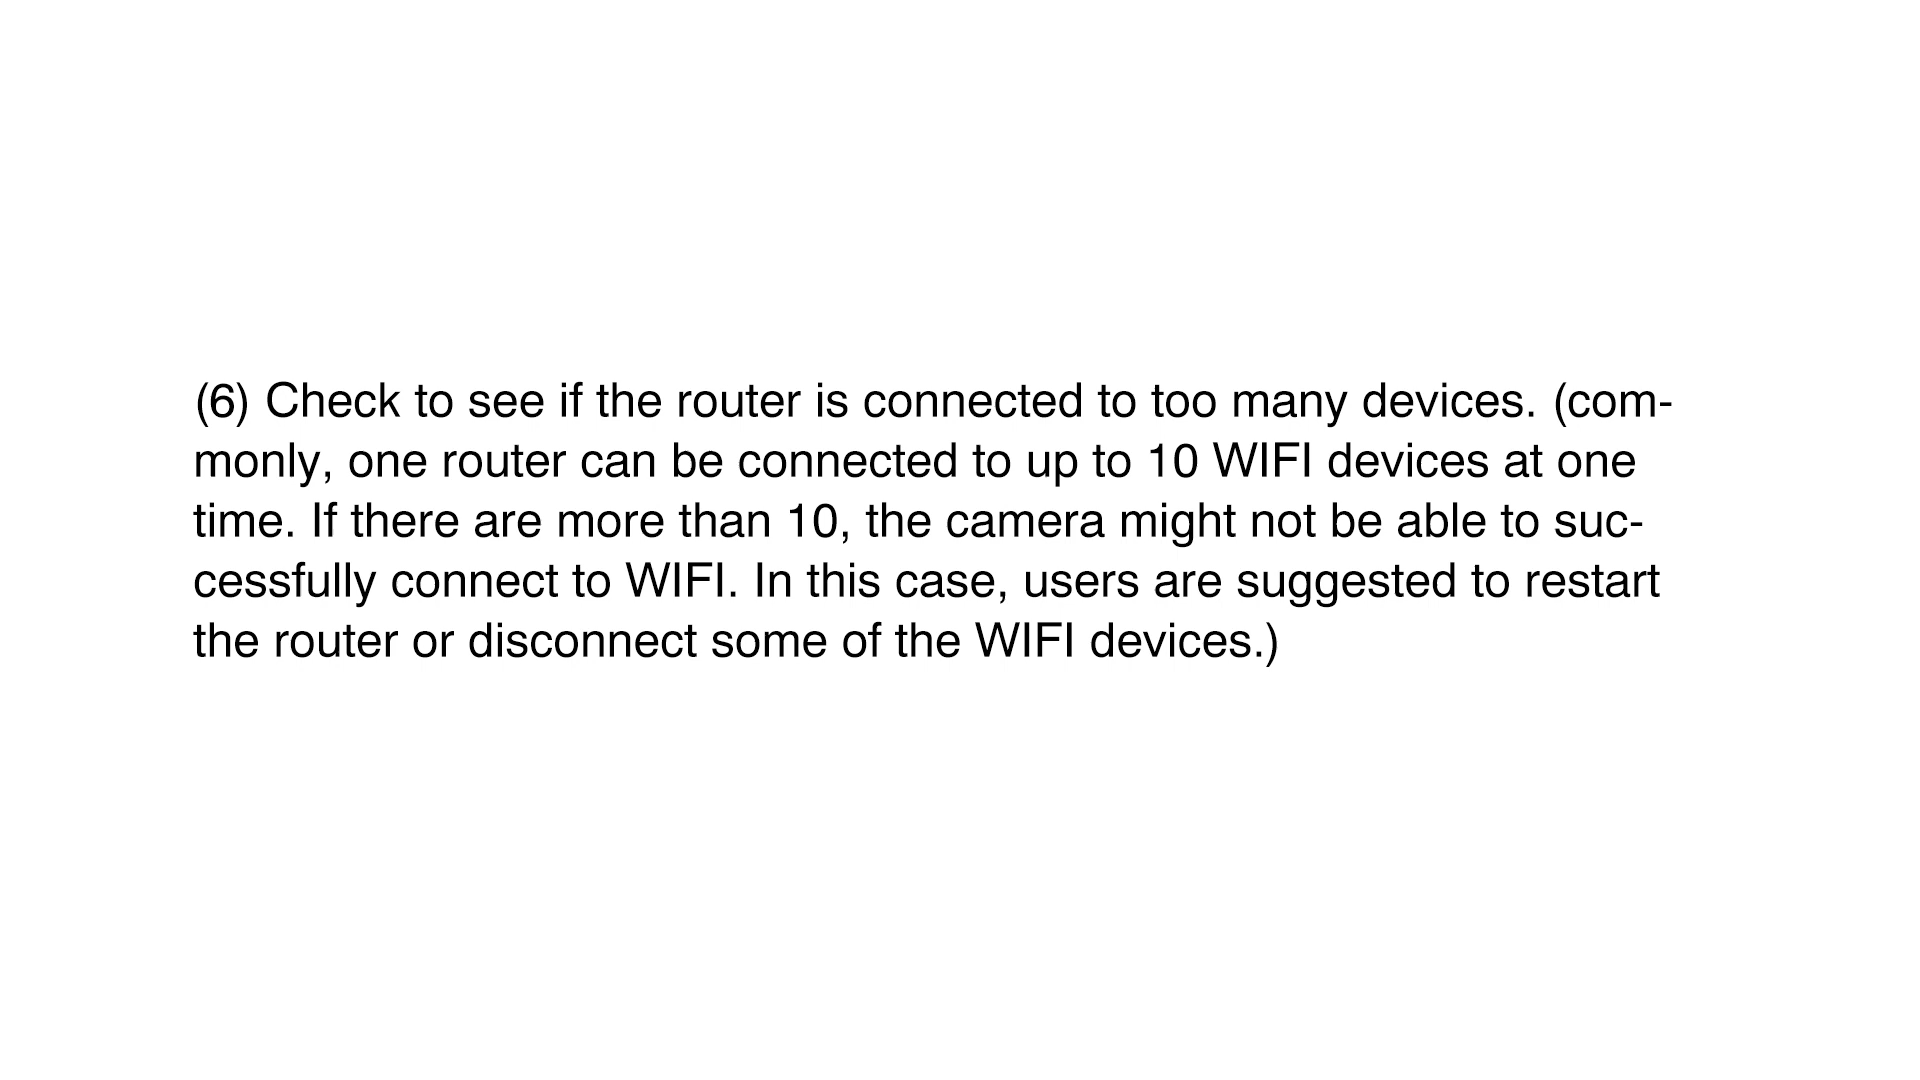 (6) Check to see if the router is connected to too many devices. (com-
monly, one router can be connected to up to 10 WIFI devices at one
time. If there are more than 10, the camera might not be able to suc-
cessfully connect to WIFI. In this case, users are suggested to restart
the router or disconnect some of the WIFI devices.)